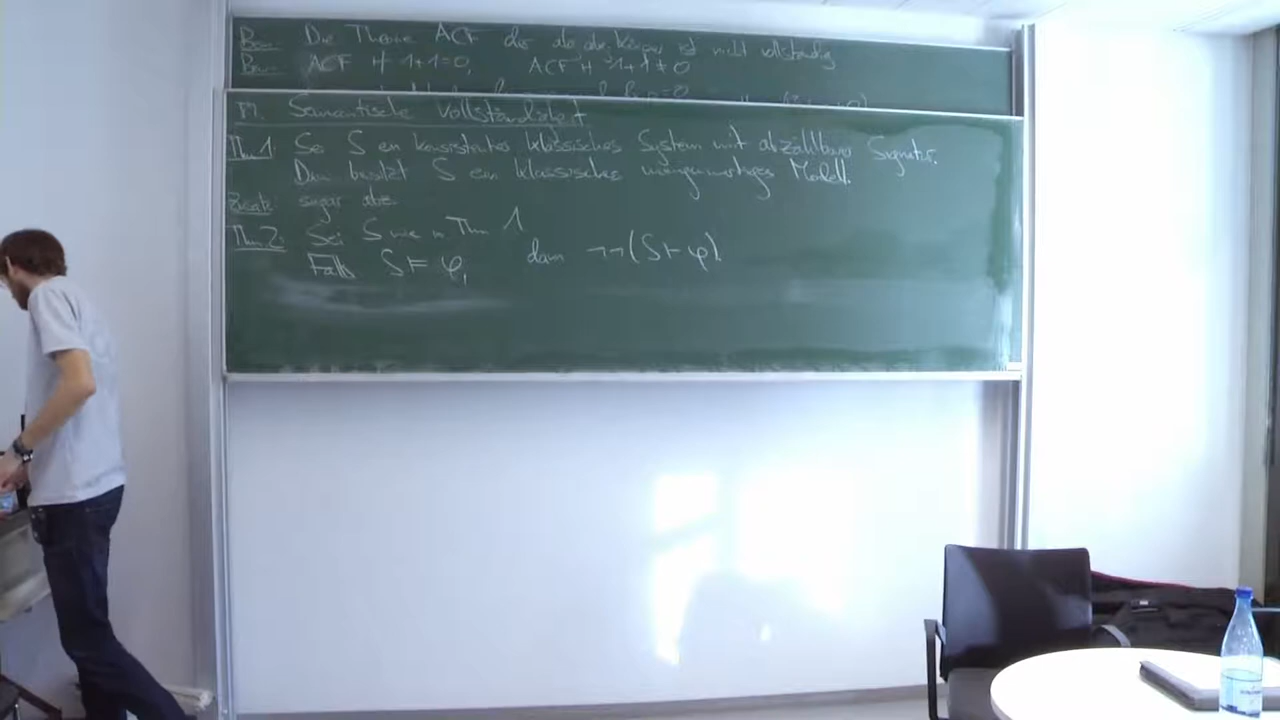 Bsp. Die Theorie ACF der alg. abg. Körper ist nicht vollständig
Bew. ACF ⊬ 1+1=0, ACF ⊬ 1+1≠0
M. Semantische Vollständigkeit
Thm 1: Sei S ein konsistentes klassisches System mit abzählbarer Signatur.
Dann besitzt S ein klassisches mengenwertiges Modell.
Zusatz: sogar abz.
Thm 2: Sei S wie in Thm 1
Falls S ⊨ φ, dann ¬¬(S ⊢ φ).